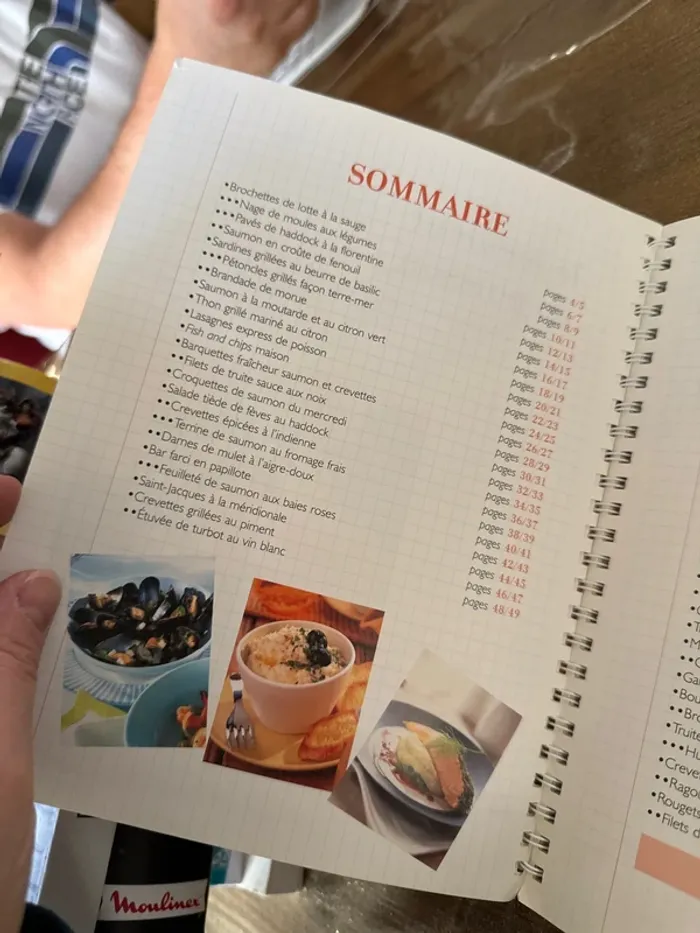 SOMMAIRE
•Brochettes de lotte à la sauge pages 4/5
•••Nage de moules aux légumes pages 6/7
•••Pavés de haddock à la florentine pages 8/9
••Saumon en croûte de fenouil pages 10/11
•Sardines grillées au beurre de basilic pages 12/13
•••Pétoncles grillés façon terre-mer pages 14/15
••Brandade de morue pages 16/17
•Saumon à la moutarde et au citron vert pages 18/19
•Thon grillé mariné au citron pages 20/21
•Lasagnes express de poisson pages 22/23
•Fish and chips maison pages 24/25
•Barquettes fraîcheur saumon et crevettes pages 26/27
••Filets de truite sauce aux noix pages 28/29
•Croquettes de saumon du mercredi pages 30/31
•Salade tiède de fèves au haddock pages 32/33
••Crevettes épicées à l'indienne pages 34/35
•••Terrine de saumon au fromage frais pages 36/37
••Dames de mulet à l'aigre-doux pages 38/39
•Bar farci en papillote pages 40/41
•••Feuilleté de saumon aux baies roses pages 42/43
•Saint-Jacques à la méridionale pages 44/45
•Crevettes grillées au piment pages 46/47
••Étuvée de turbot au vin blanc pages 48/49
Moulinex
•Truite
•Creve
••Ragoû
•Rougets
••Filets d